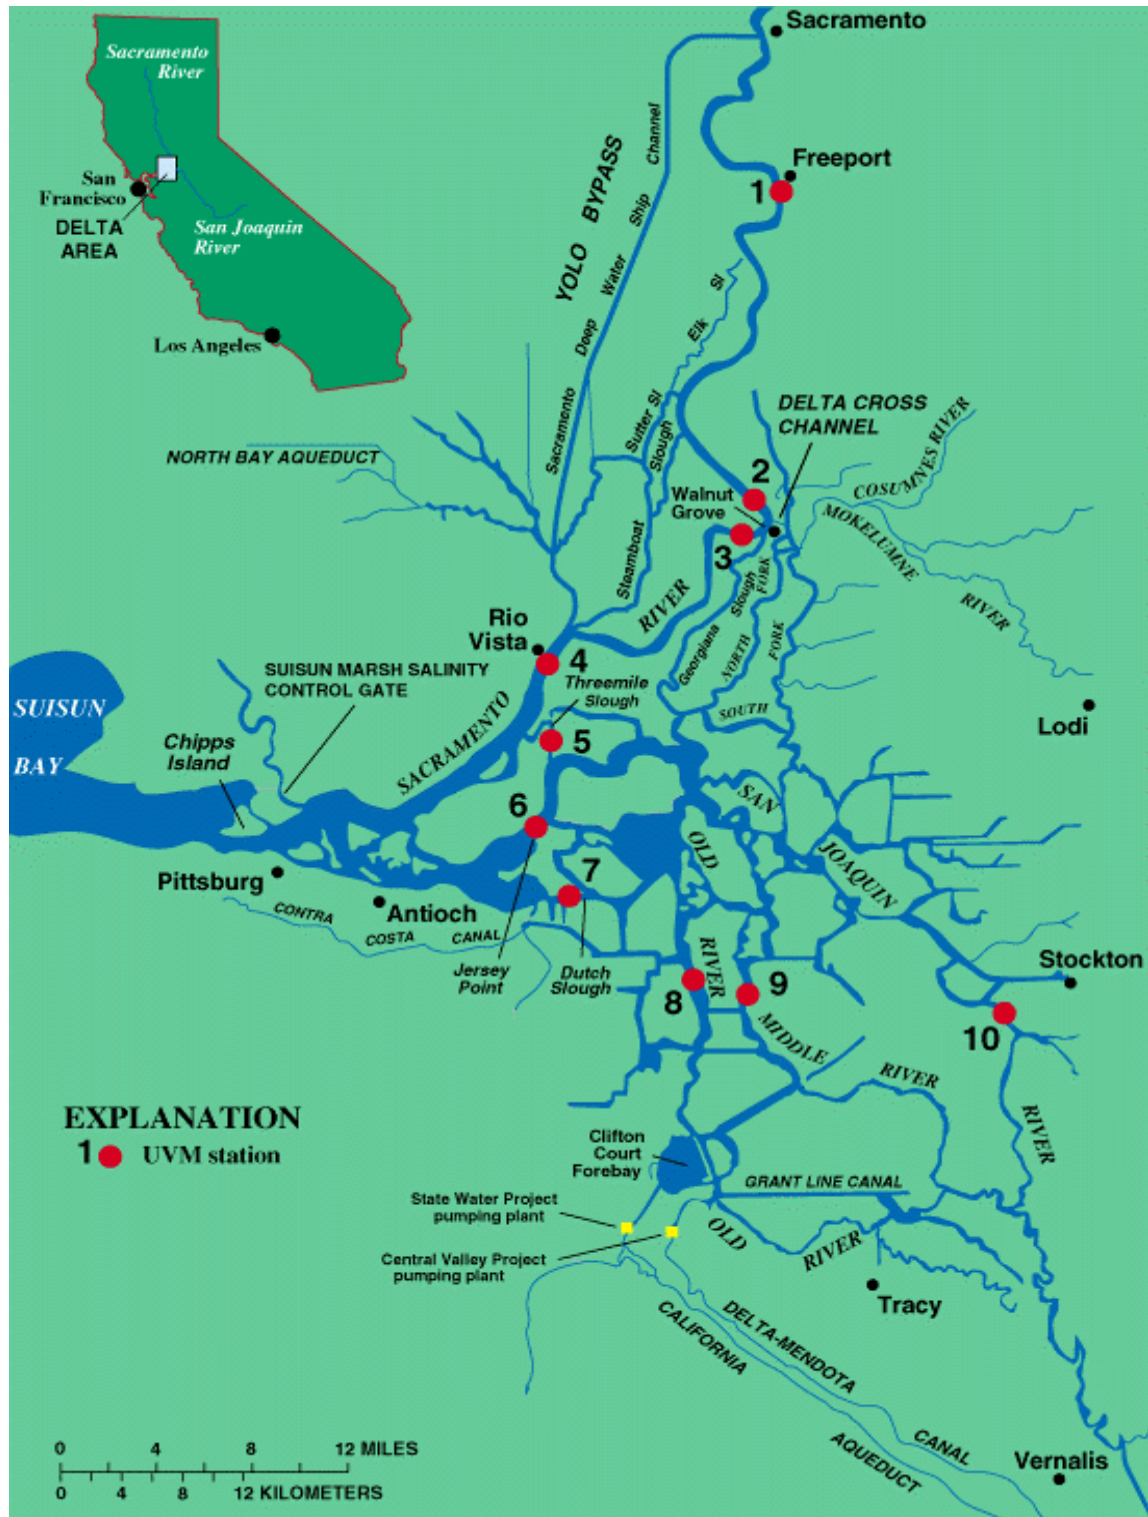 Sacramento
Sacramento
River
San
Francisco
DELTA
AREA
San Joaquin
River
Los Angeles
YOLO BYPASS
Sacramento Deep Water Ship Channel
Freeport
1
Elk Sl
Sutter Sl
Steamboat Slough
DELTA CROSS
CHANNEL
NORTH BAY AQUEDUCT
COSUMNES RIVER
2
Walnut
Grove
MOKELUMNE
RIVER
3
Georgiana Slough
NORTH FORK
SOUTH FORK
Rio
Vista
4
Threemile
Slough
SACRAMENTO RIVER
SUISUN MARSH SALINITY
CONTROL GATE
SUISUN
BAY
Chipps
Island
Lodi
5
6
SAN JOAQUIN RIVER
OLD RIVER
7
Pittsburg
Antioch
CONTRA COSTA CANAL
Jersey
Point
Dutch
Slough
Stockton
8
9
10
MIDDLE RIVER
EXPLANATION
1 UVM station
Clifton
Court
Forebay
GRANT LINE CANAL
State Water Project
pumping plant
OLD RIVER
Central Valley Project
pumping plant
Tracy
DELTA-MENDOTA CANAL
CALIFORNIA AQUEDUCT
Vernalis
0 4 8 12 MILES
0 4 8 12 KILOMETERS